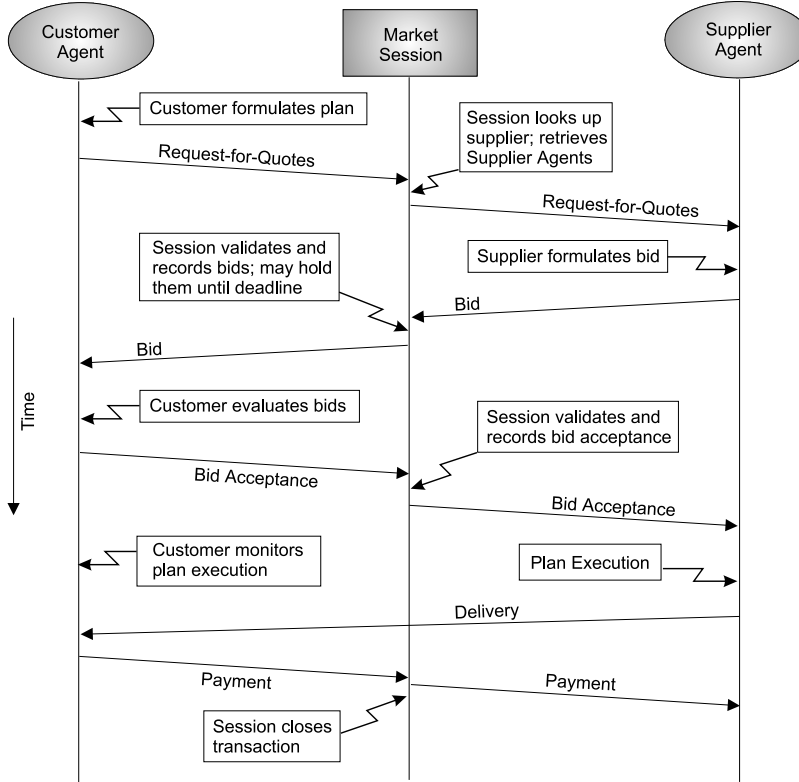 Customer
Agent
Market
Session
Supplier
Agent
Customer formulates plan
Session looks up
supplier; retrieves
Supplier Agents
Request-for-Quotes
Request-for-Quotes
Session validates and
records bids; may hold
them until deadline
Supplier formulates bid
Bid
Bid
Time
Customer evaluates bids
Session validates and
records bid acceptance
Bid Acceptance
Bid Acceptance
Customer monitors
plan execution
Plan Execution
Delivery
Payment
Payment
Session closes
transaction